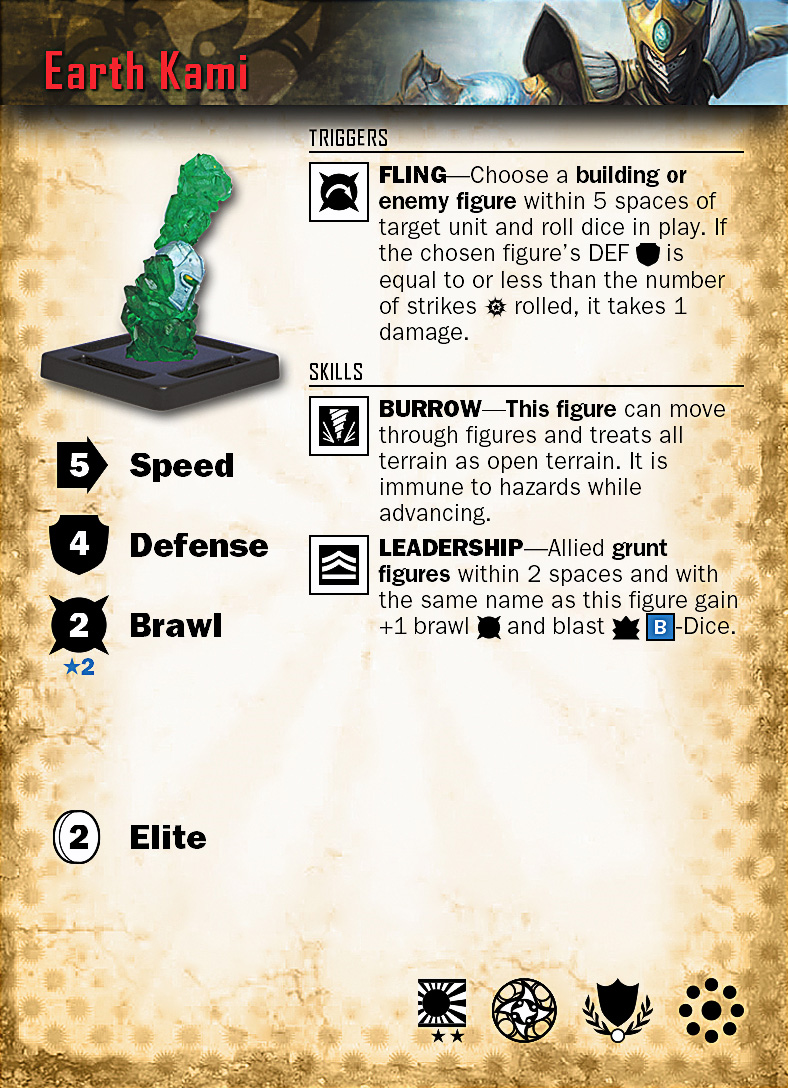 Earth Kami
TRIGGERS
FLING—Choose a building or
enemy figure within 5 spaces of
target unit and roll dice in play. If
the chosen figure's DEF is
equal to or less than the number
of strikes rolled, it takes 1
damage.
SKILLS
BURROW—This figure can move
through figures and treats all
terrain as open terrain. It is
immune to hazards while
advancing.
LEADERSHIP—Allied grunt
figures within 2 spaces and with
the same name as this figure gain
+1 brawl and blast B-Dice.
5 Speed
4 Defense
2 Brawl
★2
2 Elite